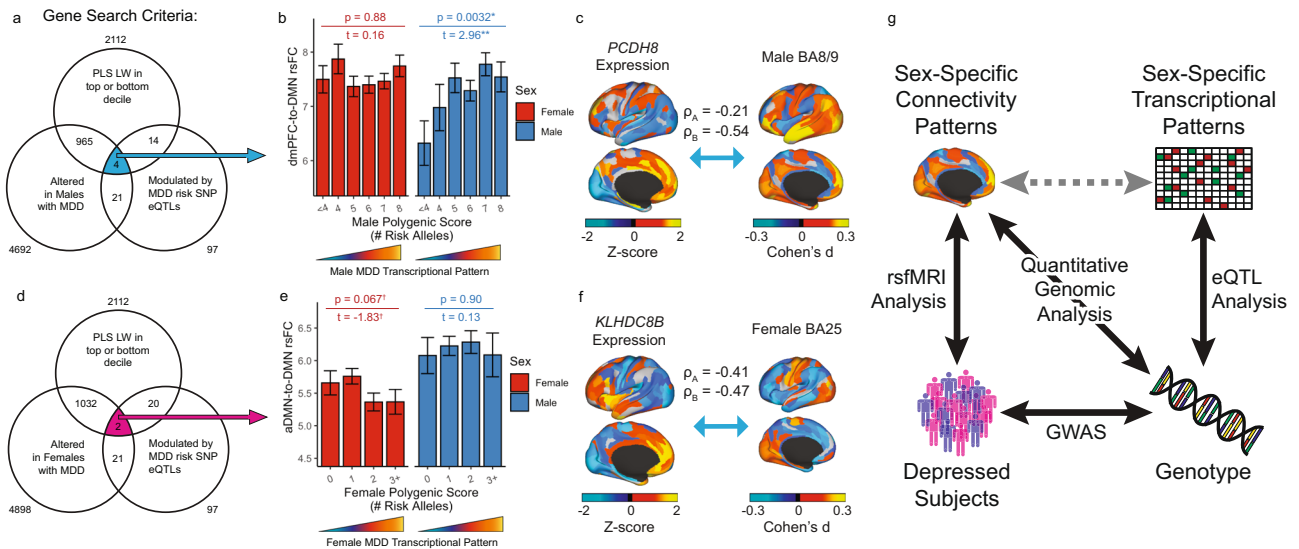 a
Gene Search Criteria:
2112
PLS LW in
top or bottom
decile
965
14
4
Altered
in Males
with MDD
21
Modulated by
MDD risk SNP
eQTLs
4692
97
b
p = 0.88
t = 0.16
p = 0.0032*
t = 2.96**
dmPFC-to-DMN rsFC
8
7
6
Sex
Female
Male
<4 4 5 6 7 8
<4 4 5 6 7 8
Male Polygenic Score
(# Risk Alleles)
Male MDD Transcriptional Pattern
c
PCDH8
Expression
Male BA8/9
ρA = -0.21
ρB = -0.54
-2 0 2
Z-score
-0.3 0 0.3
Cohen's d
d
2112
PLS LW in
top or bottom
decile
1032
20
2
Altered
in Females
with MDD
21
Modulated by
MDD risk SNP
eQTLs
4898
97
e
p = 0.067†
t = -1.83†
p = 0.90
t = 0.13
aDMN-to-DMN rsFC
6.5
6.0
5.5
5.0
4.5
Sex
Female
Male
0 1 2 3+
0 1 2 3+
Female Polygenic Score
(# Risk Alleles)
Female MDD Transcriptional Pattern
f
KLHDC8B
Expression
Female BA25
ρA = -0.41
ρB = -0.47
-2 0 2
Z-score
-0.3 0 0.3
Cohen's d
g
Sex-Specific
Connectivity
Patterns
Sex-Specific
Transcriptional
Patterns
rsfMRI
Analysis
Quantitative
Genomic
Analysis
eQTL
Analysis
GWAS
Depressed
Subjects
Genotype